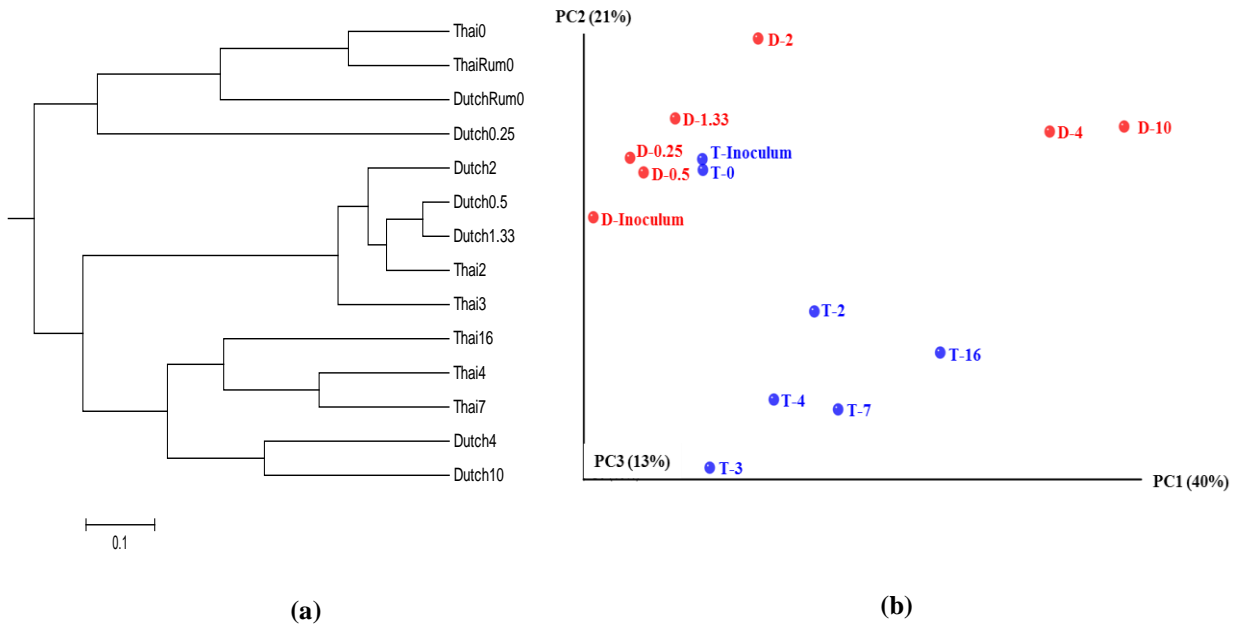 Thai0
ThaiRum0
DutchRum0
Dutch0.25
Dutch2
Dutch0.5
Dutch1.33
Thai2
Thai3
Thai16
Thai4
Thai7
Dutch4
Dutch10
0.1
(a)
PC2 (21%)
D-2
D-1.33
D-4
D-10
D-0.25
T-Inoculum
D-0.5
T-0
D-Inoculum
T-2
T-16
T-4
T-7
PC3 (13%)
T-3
PC1 (40%)
(b)